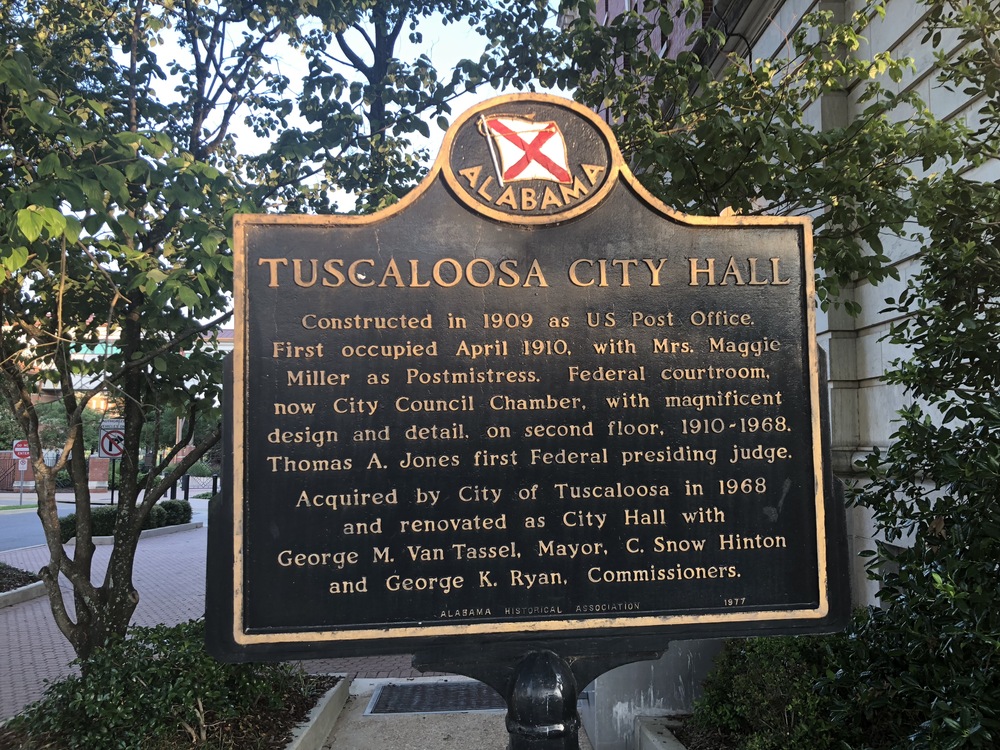 ALABAMA
TUSCALOOSA CITY HALL
Constructed in 1909 as US Post Office.
First occupied April 1910, with Mrs. Maggie
Miller as Postmistress. Federal courtroom,
now City Council Chamber, with magnificent
design and detail, on second floor, 1910-1968.
Thomas A. Jones first Federal presiding judge.
Acquired by City of Tuscaloosa in 1968
and renovated as City Hall with
George M. Van Tassel, Mayor, C. Snow Hinton
and George K. Ryan, Commissioners.
ALABAMA HISTORICAL ASSOCIATION 1977